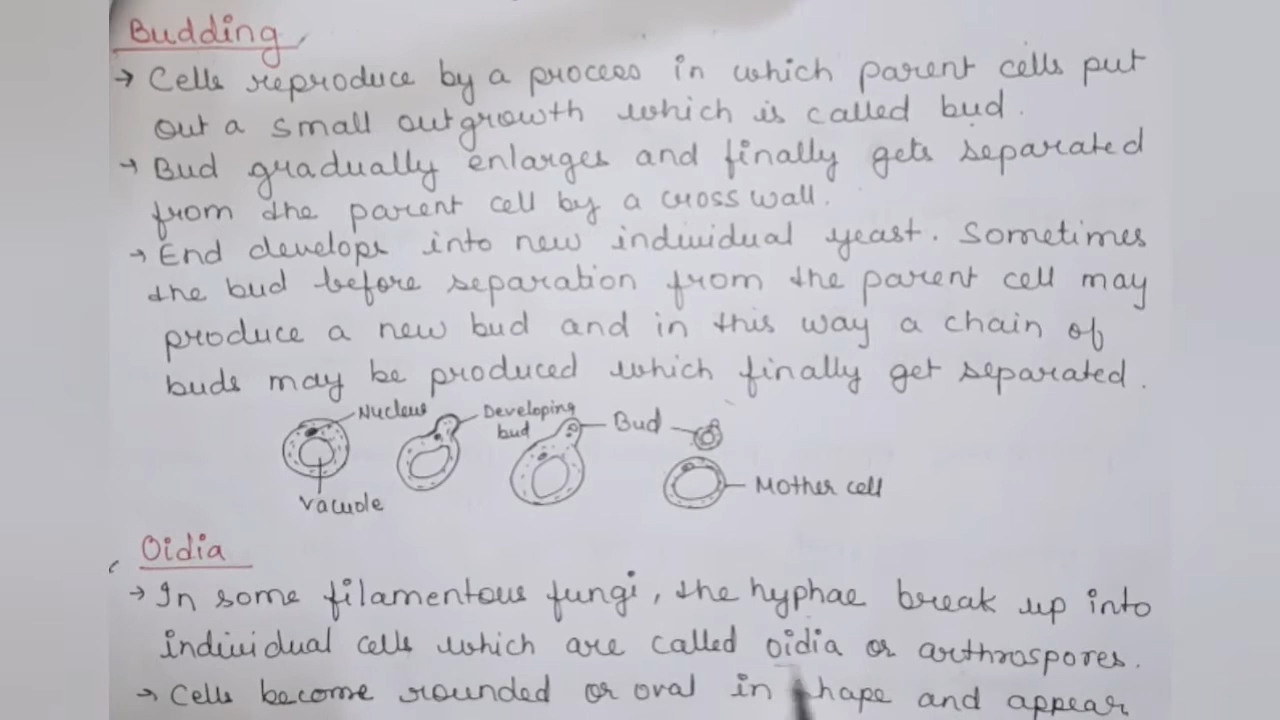 Budding
→ Cells reproduce by a process in which parent cells put
out a small outgrowth which is called bud.
→ Bud gradually enlarges and finally gets separated
from the parent cell by a cross wall.
→ End develops into new individual yeast. Sometimes
the bud before separation from the parent cell may
produce a new bud and in this way a chain of
buds may be produced which finally get separated.
Nucleus
Developing
bud
Bud
Vacuole
Mother cell
Oidia
→ In some filamentous fungi, the hyphae break up into
individual cells which are called oidia or arthrospores.
→ Cells become rounded or oval in shape and appear